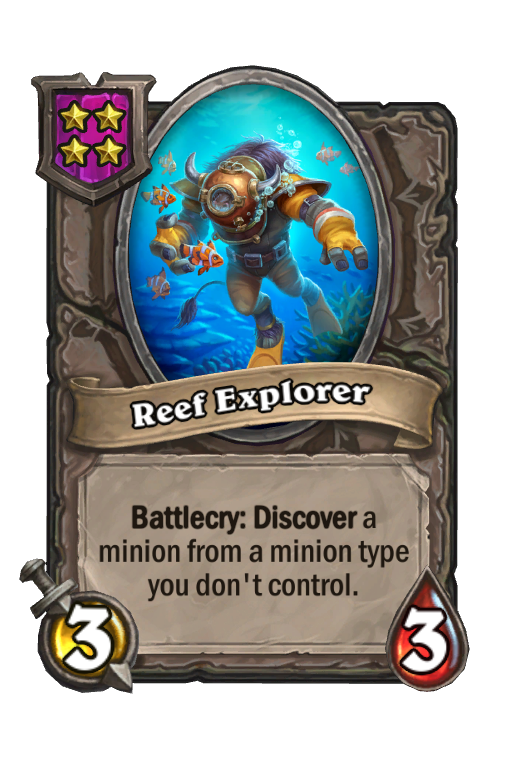 Reef Explorer
Battlecry: Discover a
minion from a minion type
you don't control.
3
3